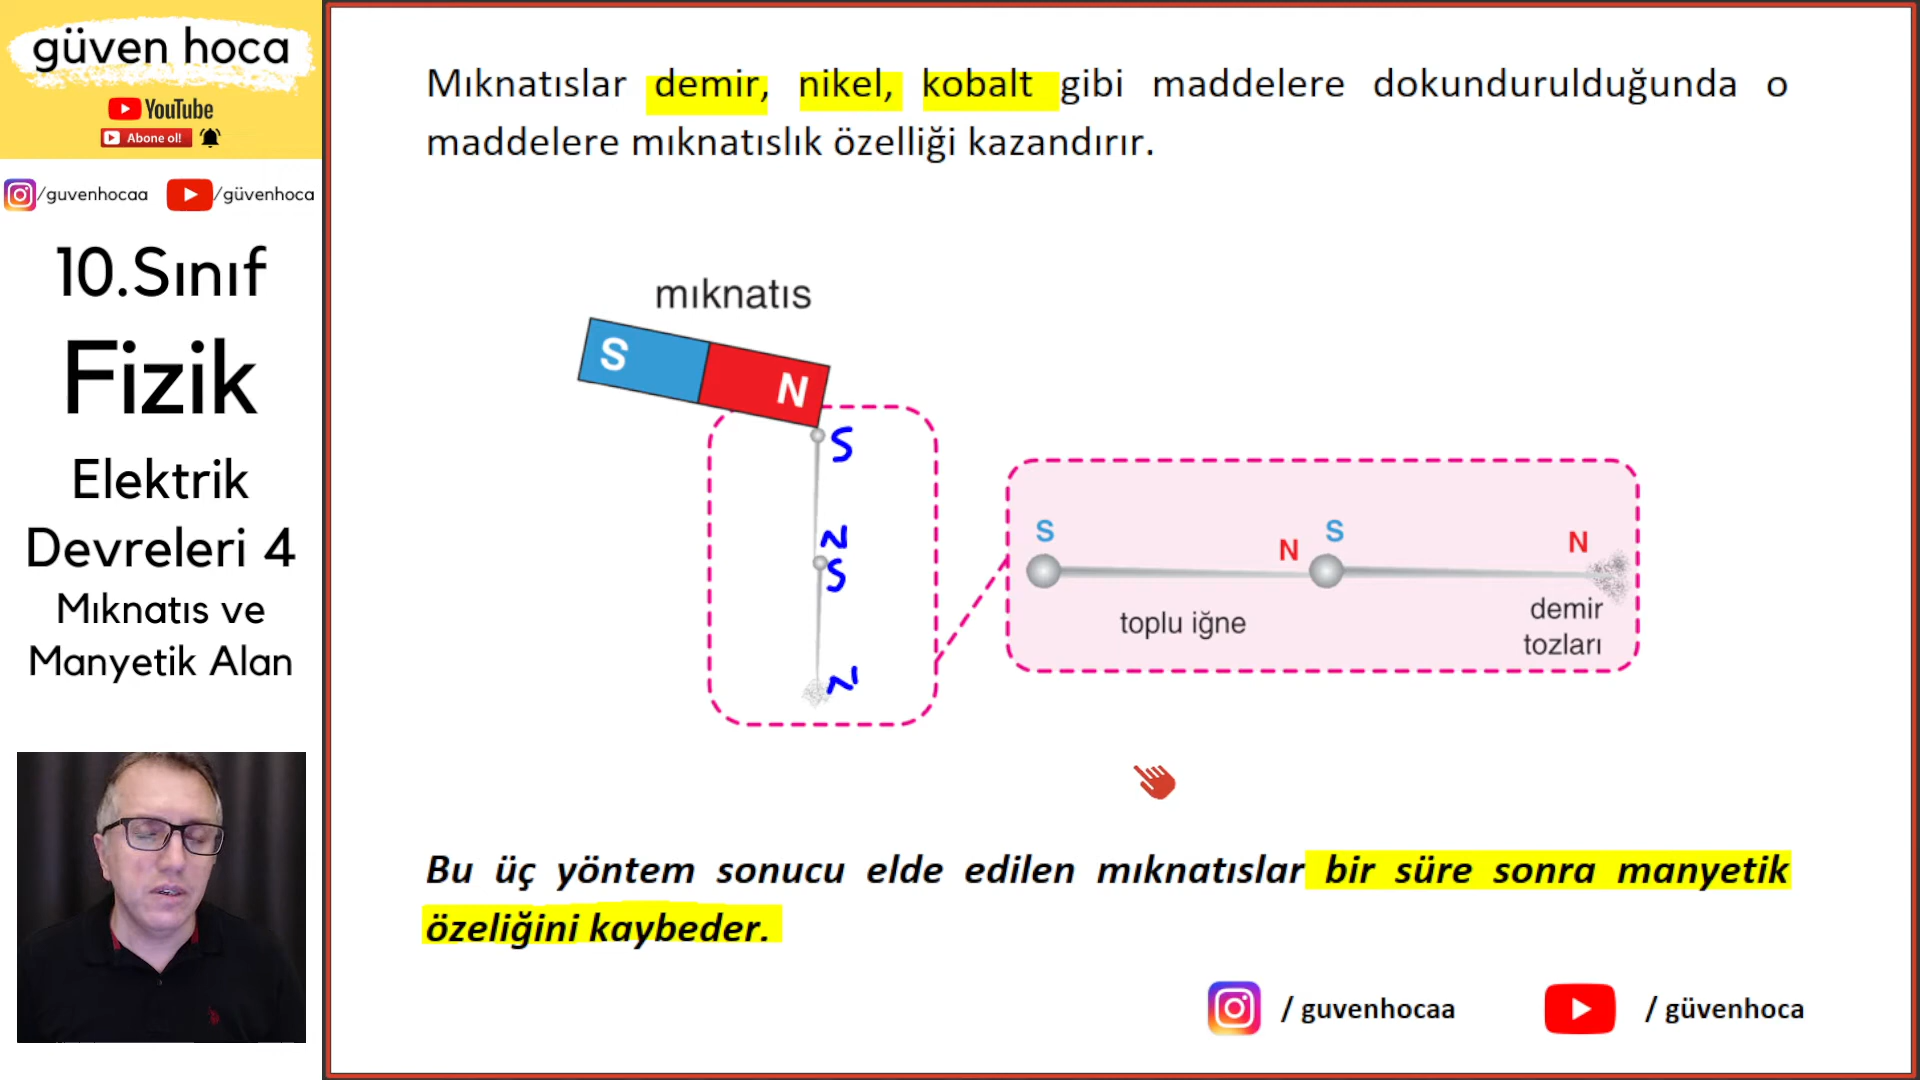 güven hoca
YouTube
Abone ol!
/guvenhocaa /güvenhoca
10.Sınıf
Fizik
Elektrik
Devreleri 4
Mıknatıs ve
Manyetik Alan
Mıknatıslar demir, nikel, kobalt gibi maddelere dokundurulduğunda o
maddelere mıknatıslık özelliği kazandırır.
mıknatıs
S N
S
N
S
N
S N S N
toplu iğne
demir
tozları
Bu üç yöntem sonucu elde edilen mıknatıslar bir süre sonra manyetik
özeliğini kaybeder.
/ guvenhocaa / güvenhoca